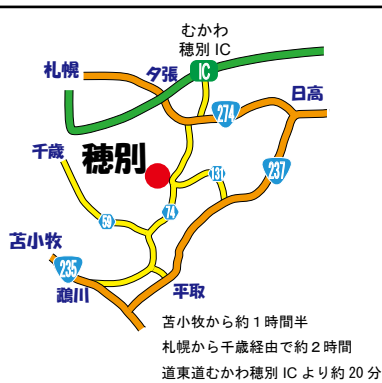 むかわ
穂別 IC
札幌
夕張
IC
日高
274
千歳
穂別
131
237
59
74
苫小牧
235
鵡川
平取
苫小牧から約1時間半
札幌から千歳経由で約2時間
道東道むかわ穂別 IC より約 20 分